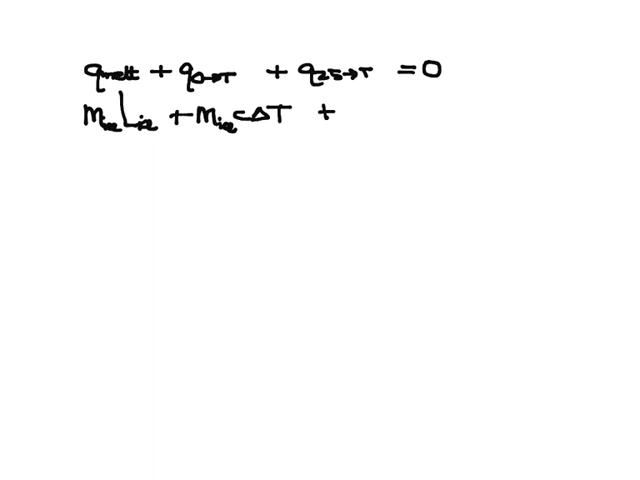 q_melt + q_0→T + q_25→T = 0
m_ice L_ice + m_ice cΔT +